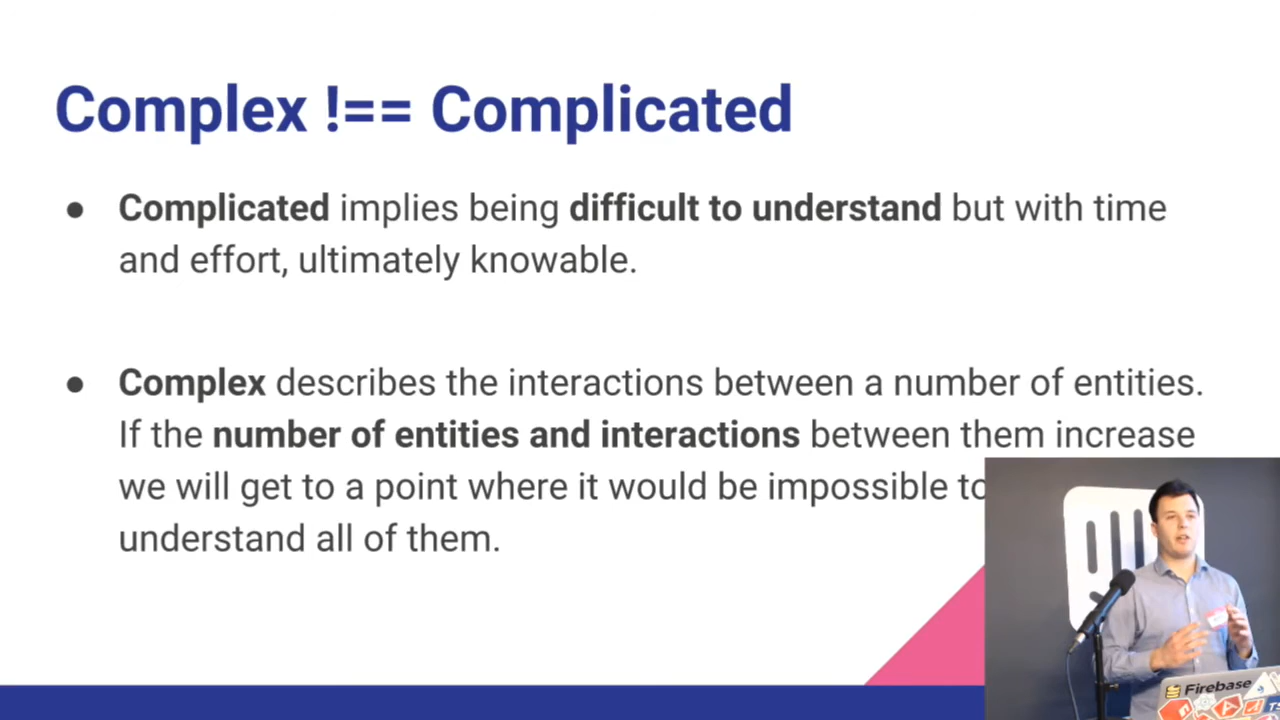 Complex !== Complicated
● Complicated implies being difficult to understand but with time
and effort, ultimately knowable.
● Complex describes the interactions between a number of entities.
If the number of entities and interactions between them increase
we will get to a point where it would be impossible to
understand all of them.
Firebase